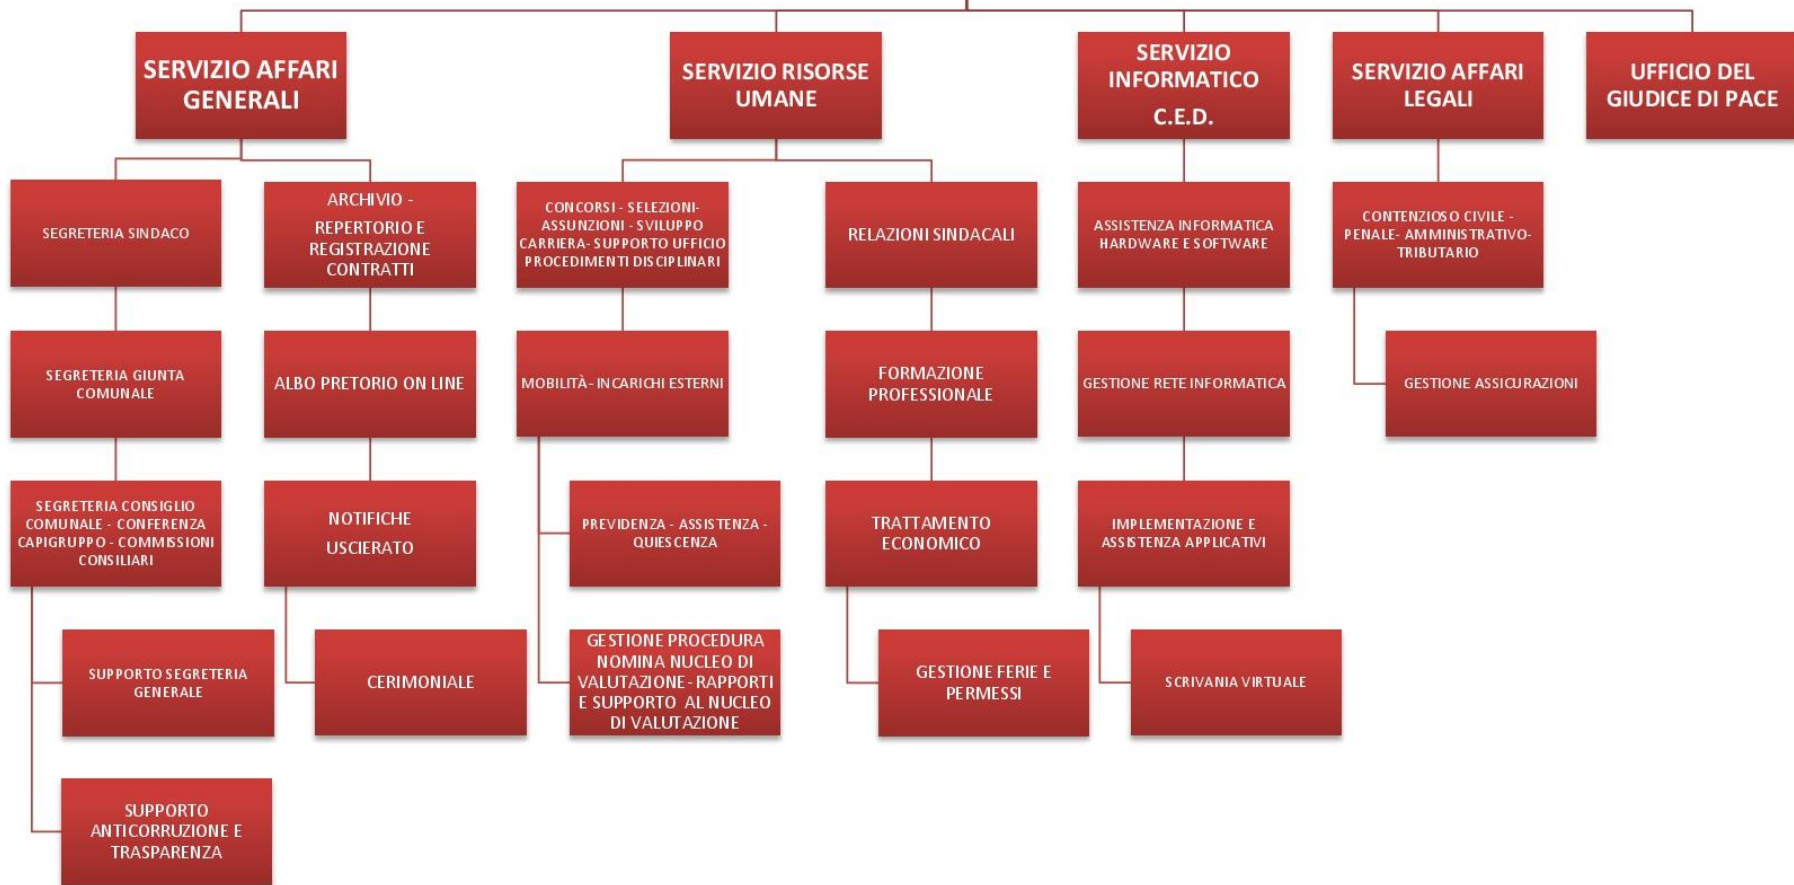 SERVIZIO AFFARI
GENERALI
SERVIZIO RISORSE
UMANE
SERVIZIO
INFORMATICO
C.E.D.
SERVIZIO AFFARI
LEGALI
UFFICIO DEL
GIUDICE DI PACE
SEGRETERIA SINDACO
ARCHIVIO -
REPERTORIO E
REGISTRAZIONE
CONTRATTI
CONCORSI - SELEZIONI-
ASSUNZIONI - SVILUPPO
CARRIERA- SUPPORTO UFFICIO
PROCEDIMENTI DISCIPLINARI
RELAZIONI SINDACALI
ASSISTENZA INFORMATICA
HARDWARE E SOFTWARE
CONTENZIOSO CIVILE -
PENALE- AMMINISTRATIVO-
TRIBUTARIO
SEGRETERIA GIUNTA
COMUNALE
ALBO PRETORIO ON LINE
MOBILITÀ- INCARICHI ESTERNI
FORMAZIONE
PROFESSIONALE
GESTIONE RETE INFORMATICA
GESTIONE ASSICURAZIONI
SEGRETERIA CONSIGLIO
COMUNALE - CONFERENZA
CAPIGRUPPO - COMMISSIONI
CONSILIARI
NOTIFICHE
USCIERATO
PREVIDENZA - ASSISTENZA -
QUIESCENZA
TRATTAMENTO
ECONOMICO
IMPLEMENTAZIONE E
ASSISTENZA APPLICATIVI
SUPPORTO SEGRETERIA
GENERALE
CERIMONIALE
GESTIONE PROCEDURA
NOMINA NUCLEO DI
VALUTAZIONE- RAPPORTI
E SUPPORTO AL NUCLEO
DI VALUTAZIONE
GESTIONE FERIE E
PERMESSI
SCRIVANIA VIRTUALE
SUPPORTO
ANTICORRUZIONE E
TRASPARENZA